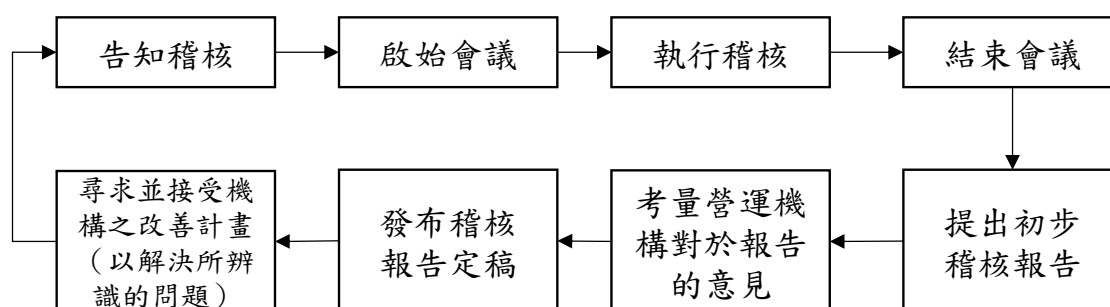 告知稽核
啟始會議
執行稽核
結束會議
提出初步
稽核報告
考量營運機
構對於報告
的意見
發布稽核
報告定稿
尋求並接受機
構之改善計畫
（以解決所辨
識的問題）